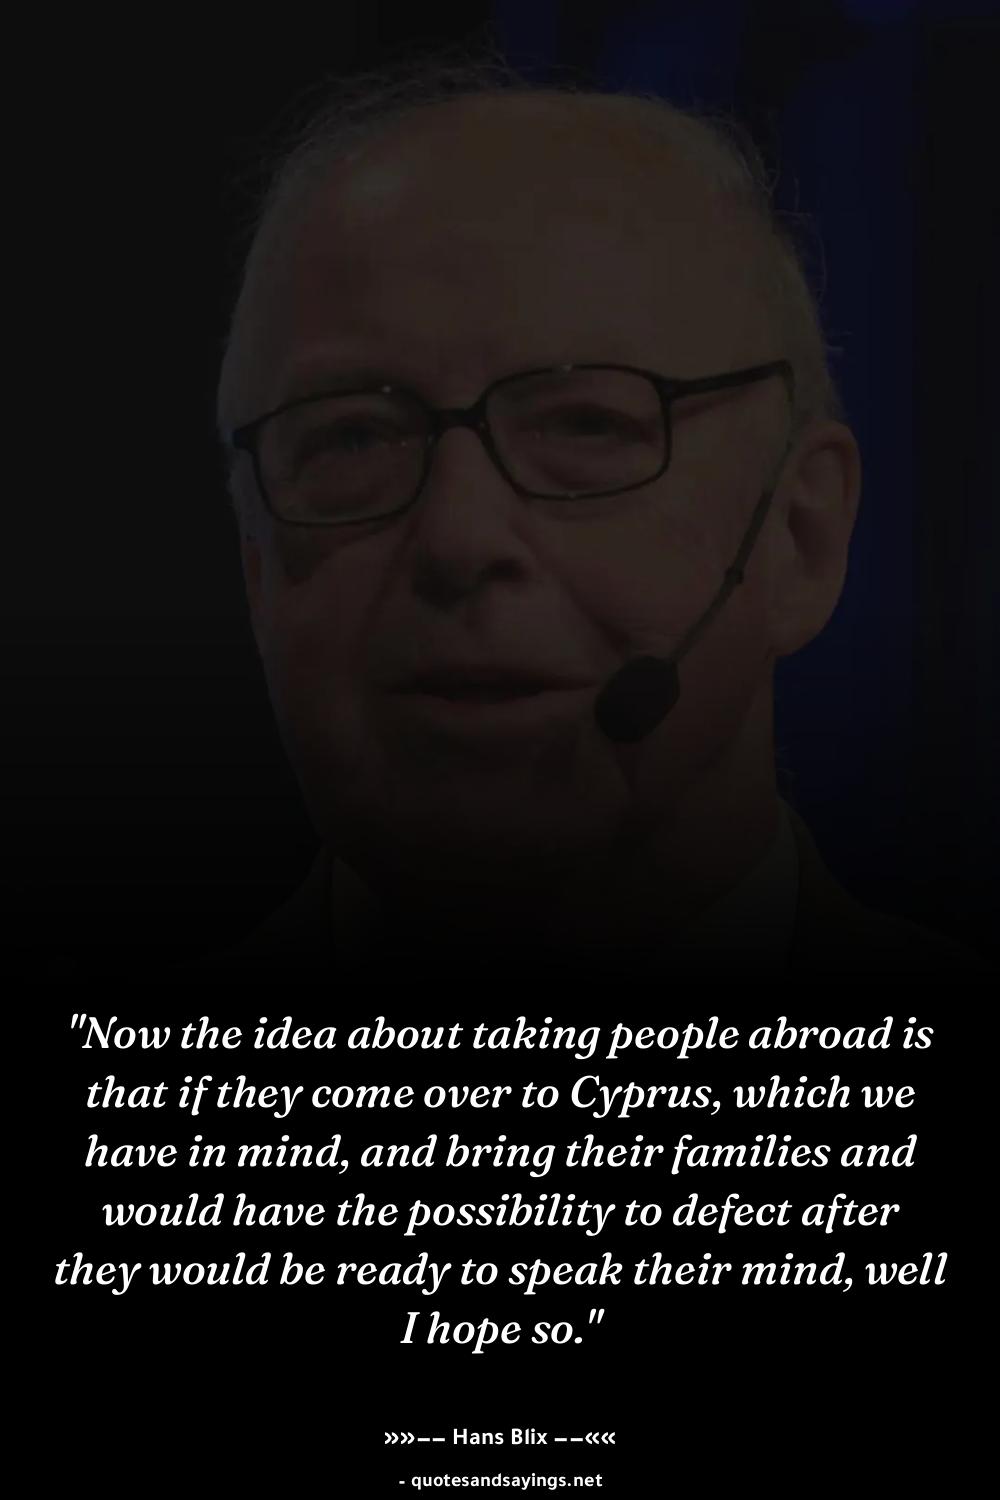 "Now the idea about taking people abroad is
that if they come over to Cyprus, which we
have in mind, and bring their families and
would have the possibility to defect after
they would be ready to speak their mind, well
I hope so."
»»−− Hans Blix −−««
- quotesandsayings.net